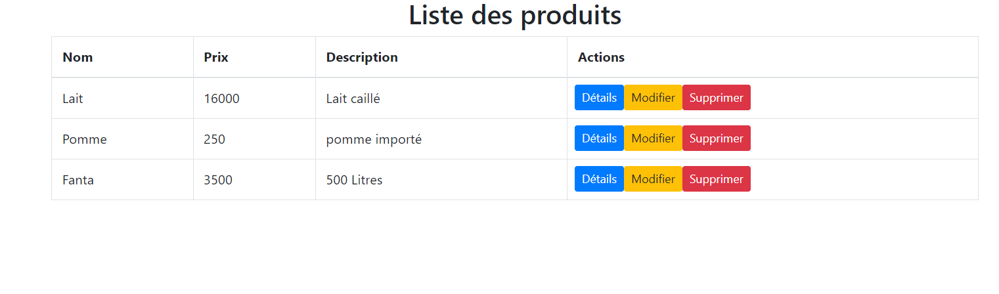 Liste des produits
Nom Prix Description Actions
Lait 16000 Lait caillé Détails Modifier Supprimer
Pomme 250 pomme importé Détails Modifier Supprimer
Fanta 3500 500 Litres Détails Modifier Supprimer